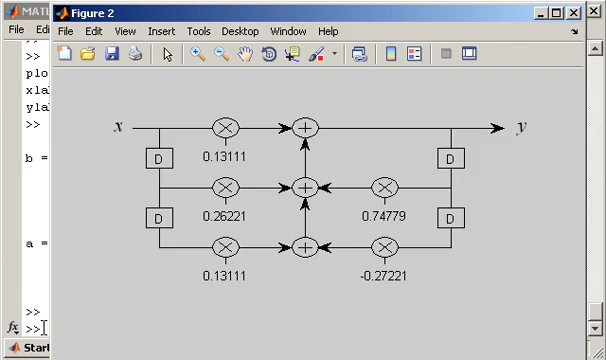 MATL
Figure 2
File Edit View Insert Tools Desktop Window Help
File
>>
>>
plo
xla
yla
>>
b =
a =
>>
fx >>
x
y
D
D
0.13111
D
D
0.26221
0.74779
0.13111
-0.27221
Start